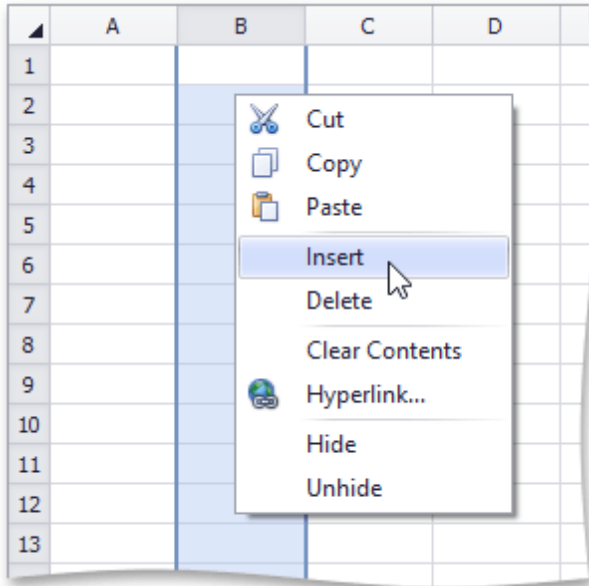 A B C D
1
2
Cut
3
Copy
4
Paste
5
6
Insert
7
Delete
8
Clear Contents
9
Hyperlink...
10
Hide
11
12
Unhide
13